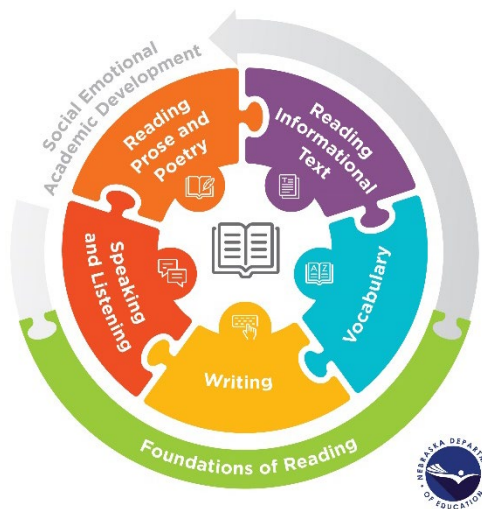 Social Emotional
Academic Development
Reading
Prose and
Poetry
Reading
Informational
Text
Speaking
and Listening
Vocabulary
Writing
Foundations of Reading
NEBRASKA DEPART
OF EDUCATION